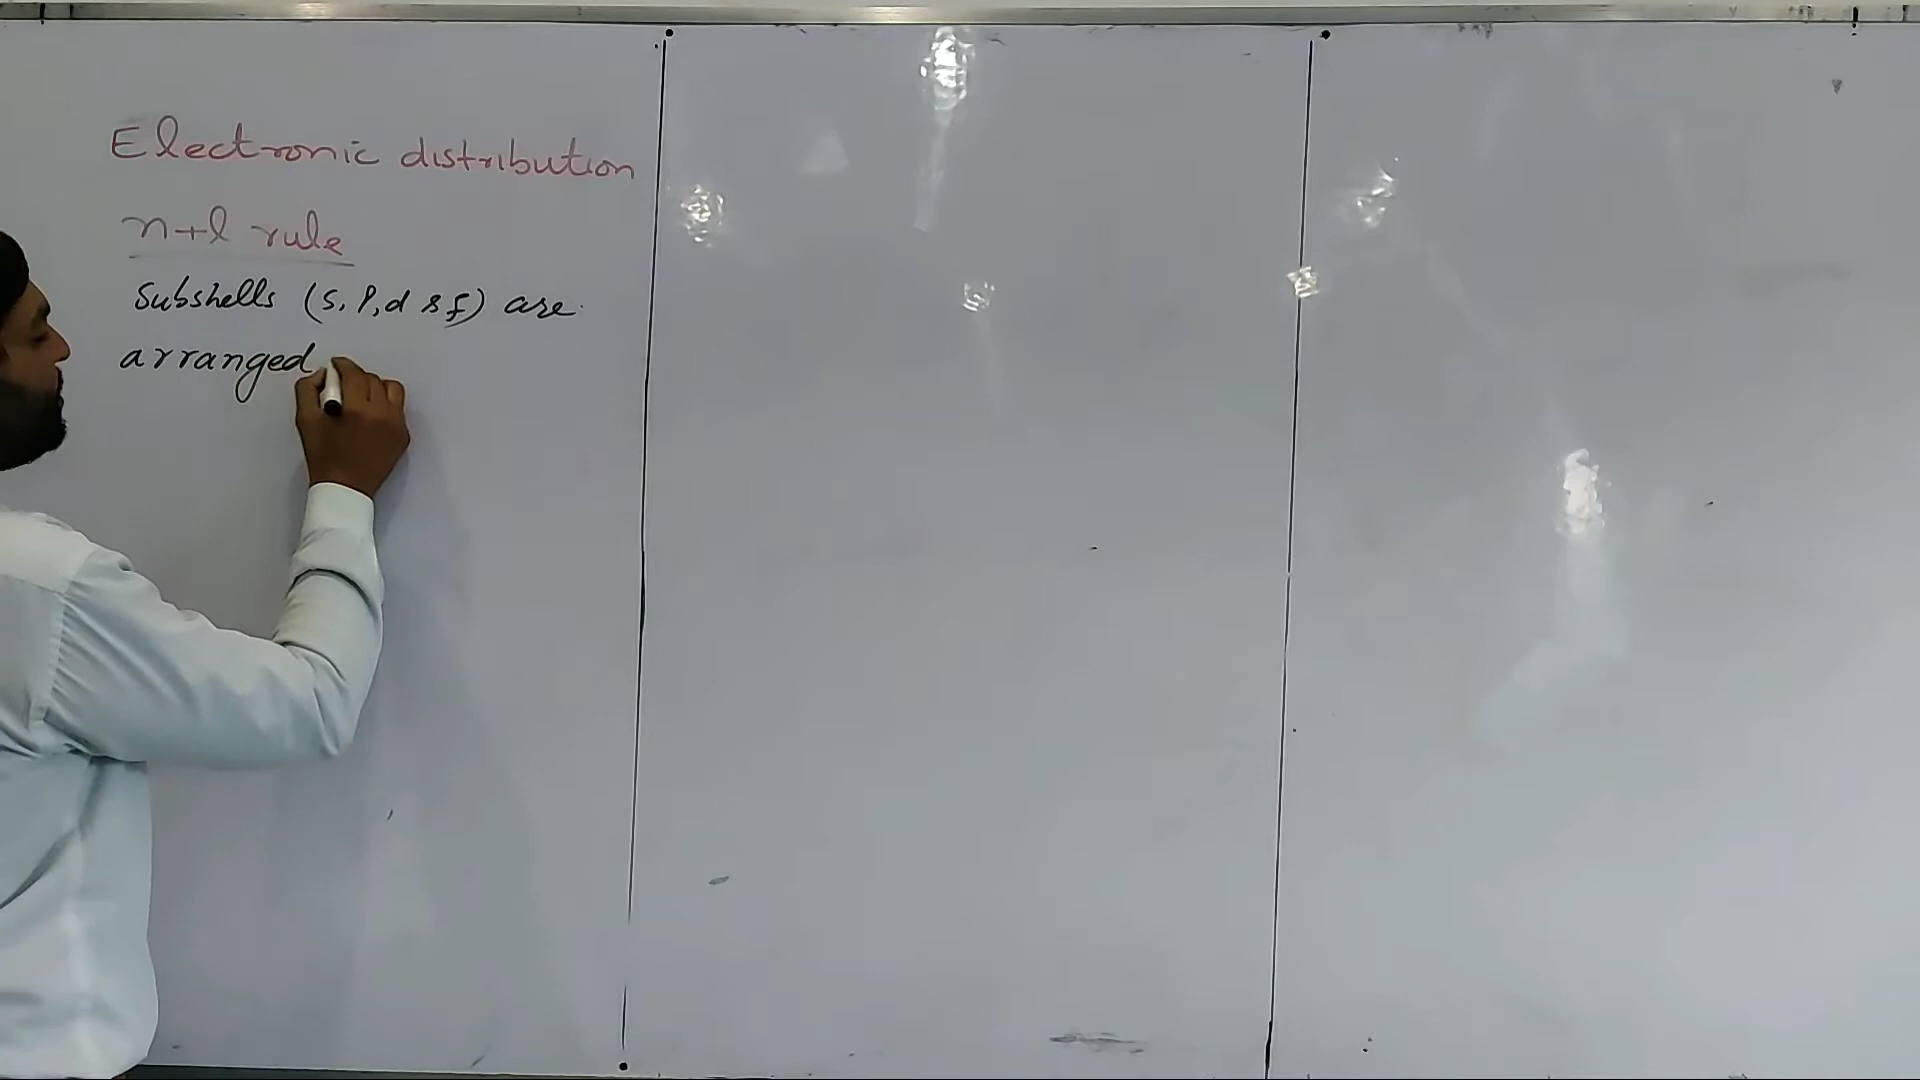 Electronic distribution
n+l rule
Subshells (s, p, d & f) are
arranged